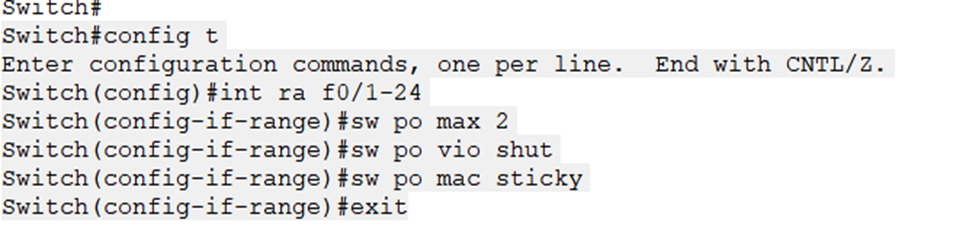 Switch#
Switch#config t
Enter configuration commands, one per line.  End with CNTL/Z.
Switch(config)#int ra f0/1-24
Switch(config-if-range)#sw po max 2
Switch(config-if-range)#sw po vio shut
Switch(config-if-range)#sw po mac sticky
Switch(config-if-range)#exit